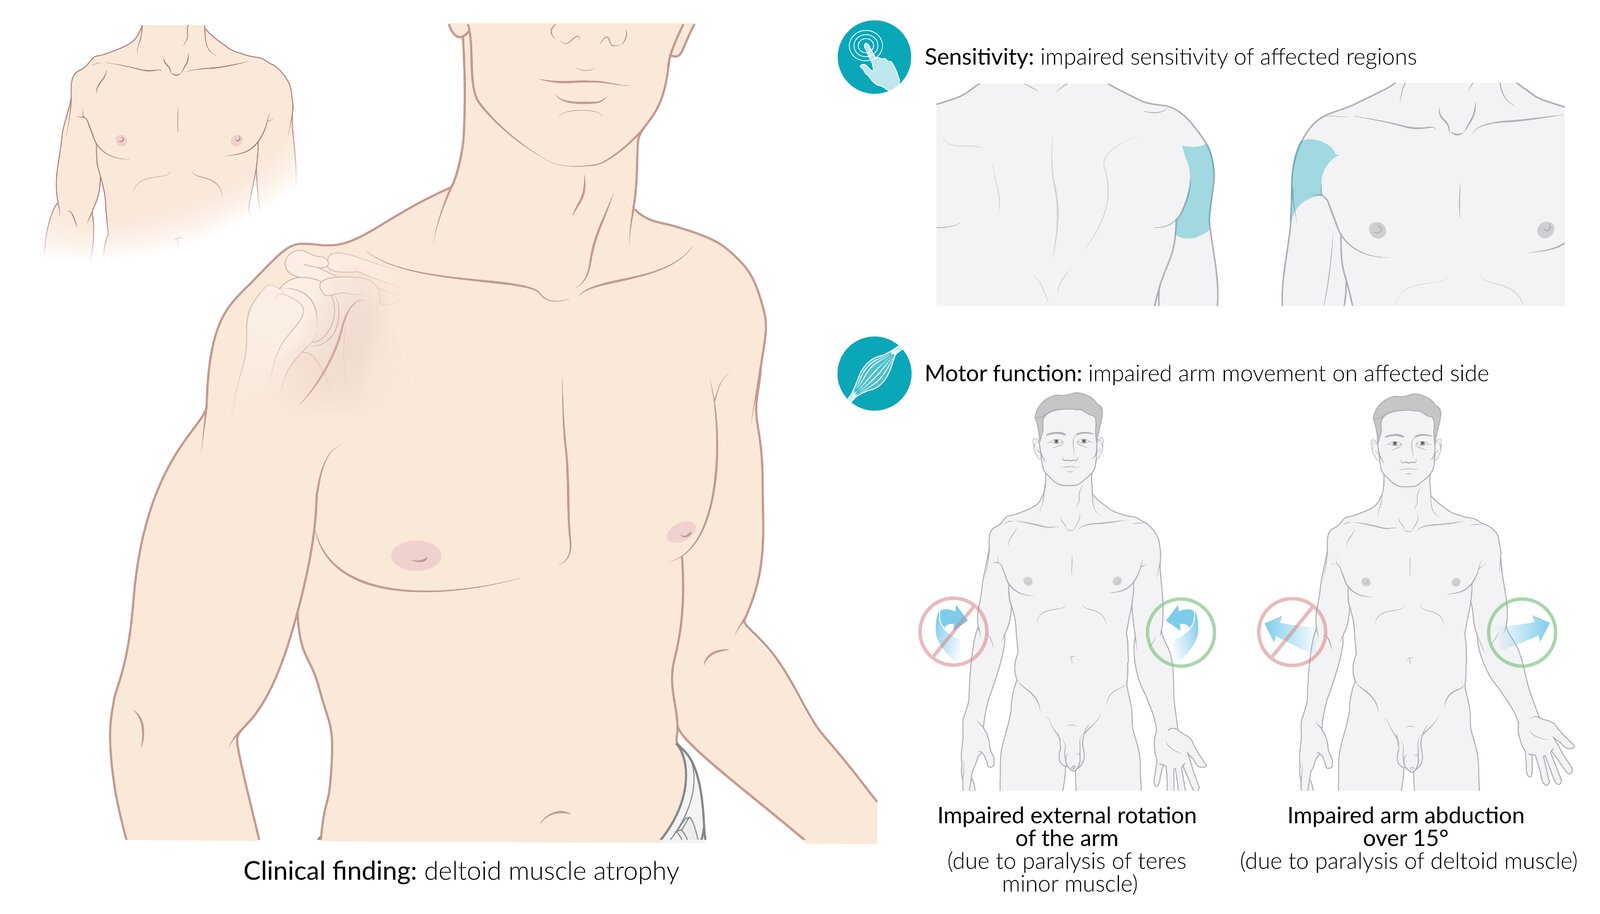 Sensitivity: impaired sensitivity of affected regions
Motor function: impaired arm movement on affected side
Impaired external rotation
of the arm
(due to paralysis of teres
minor muscle)
Impaired arm abduction
over 15°
(due to paralysis of deltoid muscle)
Clinical finding: deltoid muscle atrophy